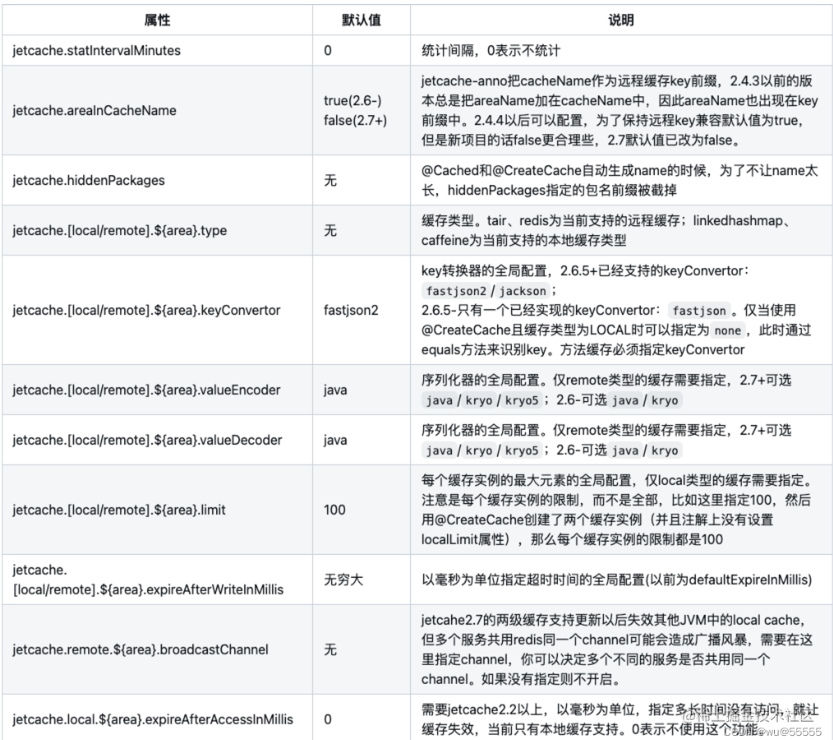 属性 默认值 说明
jetcache.statIntervalMinutes 0 统计间隔，0表示不统计
jetcache.areaInCacheName true(2.6-) false(2.7+) jetcache-anno把cacheName作为远程缓存key前缀，2.4.3以前的版
本总是把areaName加在cacheName中，因此areaName也出现在key
前缀中。2.4.4以后可以配置，为了保持远程key兼容默认值为true，
但是新项目的话false更合理些，2.7默认值已改为false。
jetcache.hiddenPackages 无 @Cached和@CreateCache自动生成name的时候，为了不让name太
长，hiddenPackages指定的包名前缀被截掉
jetcache.[local/remote].${area}.type 无 缓存类型。tair、redis为当前支持的远程缓存；linkedhashmap、
caffeine为当前支持的本地缓存类型
jetcache.[local/remote].${area}.keyConvertor fastjson2 key转换器的全局配置，2.6.5+已经支持的keyConvertor：
fastjson2 / jackson ；
2.6.5-只有一个已经实现的keyConvertor： fastjson 。仅当使用
@CreateCache且缓存类型为LOCAL时可以指定为 none ，此时通过
equals方法来识别key。方法缓存必须指定keyConvertor
jetcache.[local/remote].${area}.valueEncoder java 序列化器的全局配置。仅remote类型的缓存需要指定，2.7+可选
java / kryo / kryo5 ；2.6-可选 java / kryo
jetcache.[local/remote].${area}.valueDecoder java 序列化器的全局配置。仅remote类型的缓存需要指定，2.7+可选
java / kryo / kryo5 ；2.6-可选 java / kryo
jetcache.[local/remote].${area}.limit 100 每个缓存实例的最大元素的全局配置，仅local类型的缓存需要指定。
注意是每个缓存实例的限制，而不是全部，比如这里指定100，然后
用@CreateCache创建了两个缓存实例（并且注解上没有设置
localLimit属性），那么每个缓存实例的限制都是100
jetcache.
[local/remote].${area}.expireAfterWriteInMillis 无穷大 以毫秒为单位指定超时时间的全局配置(以前为defaultExpireInMillis)
jetcache.remote.${area}.broadcastChannel 无 jetcahe2.7的两级缓存支持更新以后失效其他JVM中的local cache，
但多个服务共用redis同一个channel可能会造成广播风暴，需要在这
里指定channel，你可以决定多个不同的服务是否共用同一个
channel。如果没有指定则不开启。
jetcache.local.${area}.expireAfterAccessInMillis 0 需要jetcache2.2以上，以毫秒为单位，指定多长时间没有访问，就让
缓存失效，当前只有本地缓存支持。0表示不使用这个功能。
@稀土掘金技术社区
@wu@55555